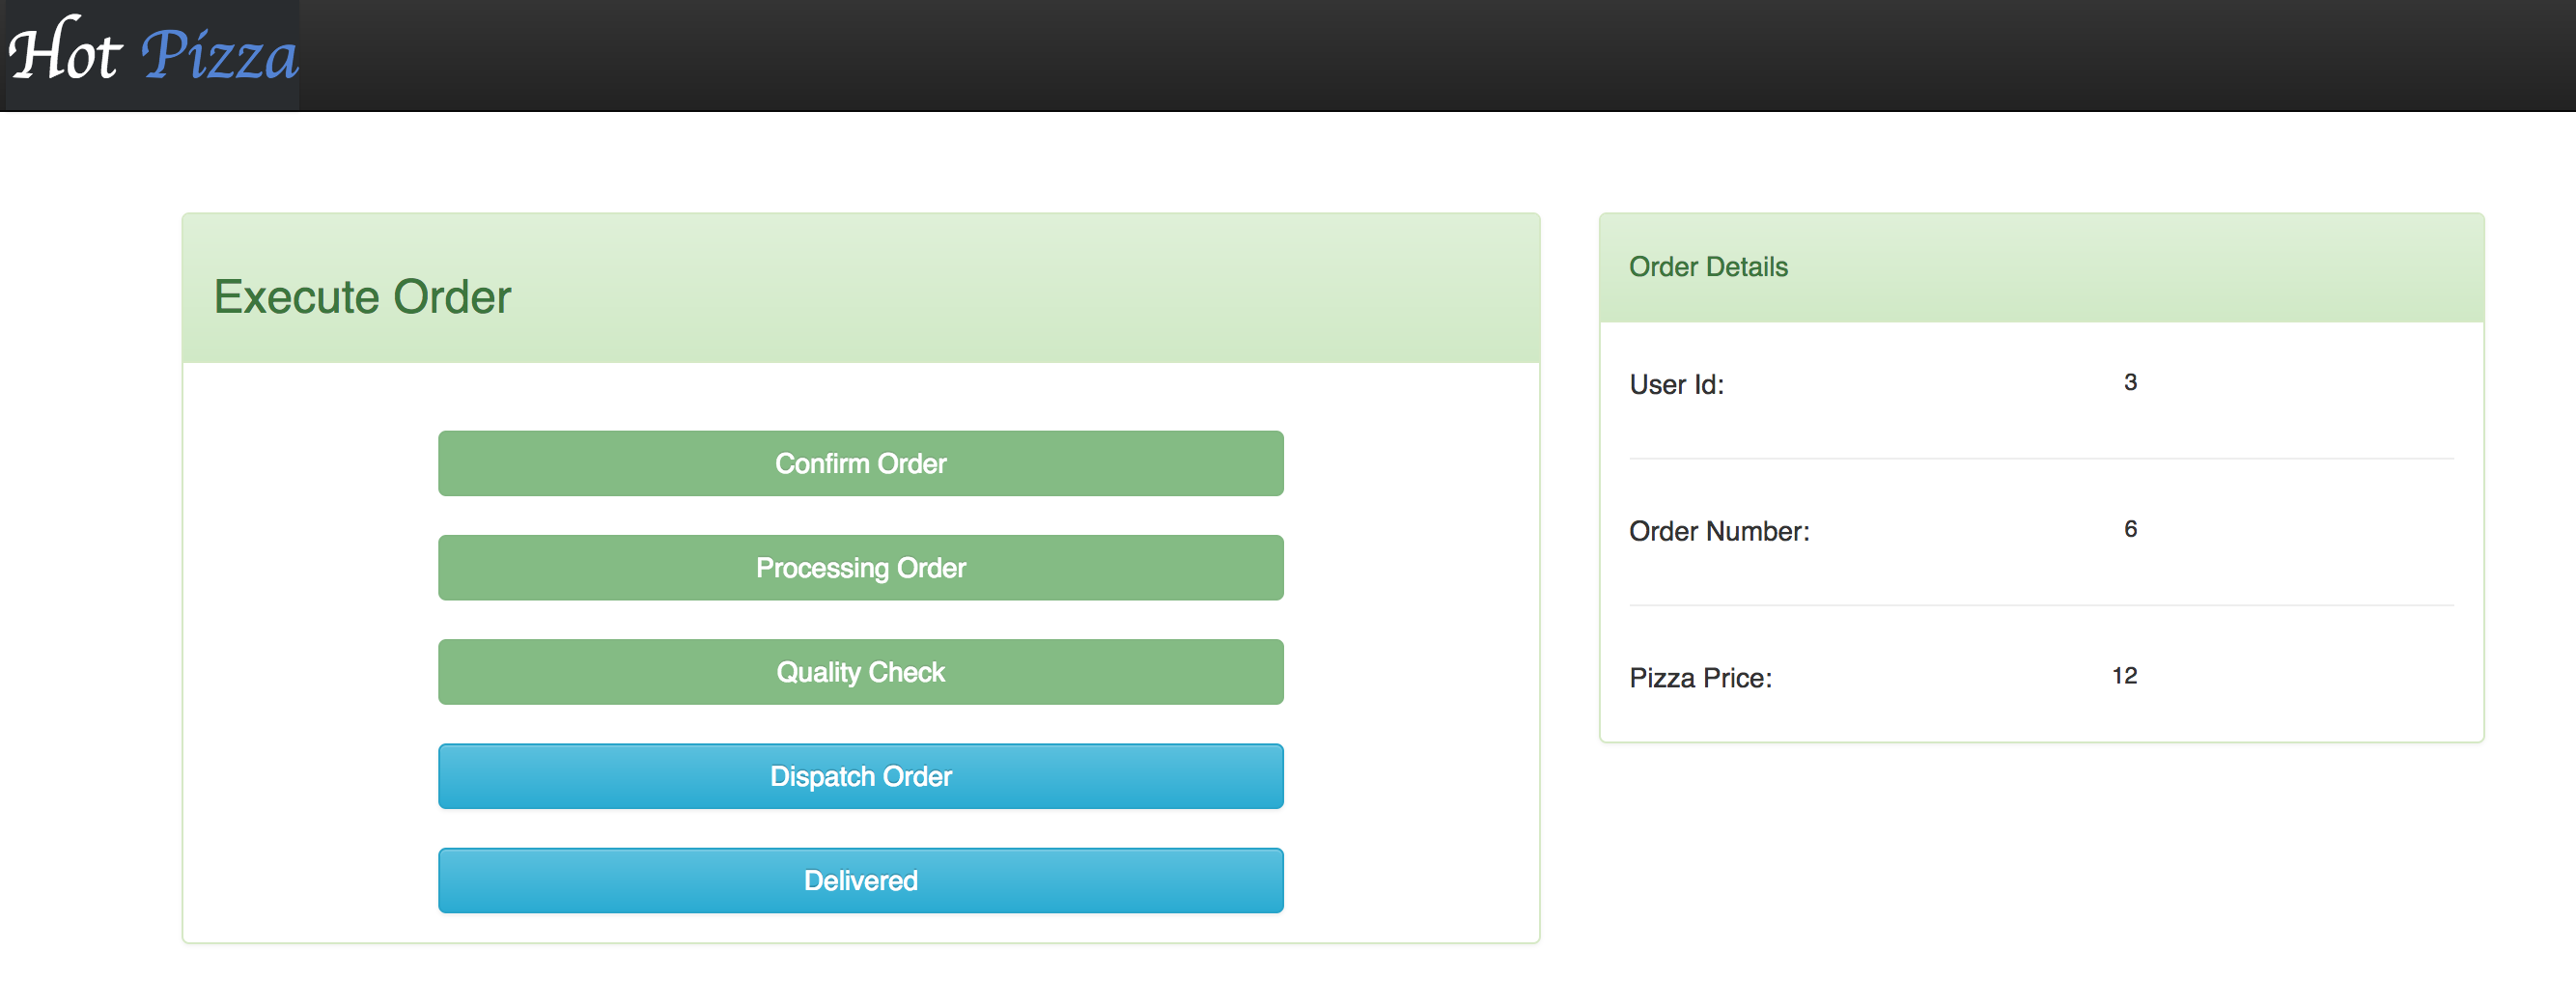 Hot Pizza
Execute Order
Confirm Order
Processing Order
Quality Check
Dispatch Order
Delivered
Order Details
User Id: 3
Order Number: 6
Pizza Price: 12